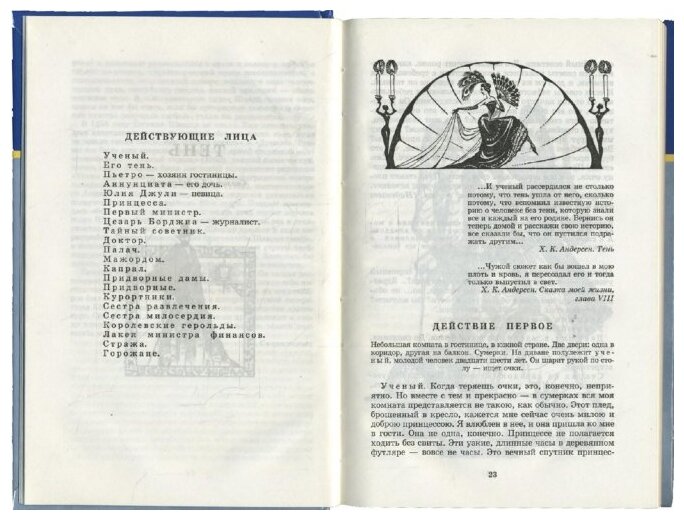 ДЕЙСТВУЮЩИЕ ЛИЦА
Ученый.
Его тень.
Пьетро — хозяин гостиницы.
Аннунциата — его дочь.
Юлия Джули — певица.
Принцесса.
Первый министр.
Цезарь Борджиа — журналист.
Тайный советник.
Доктор.
Палач.
Мажордом.
Капрал.
Придворные дамы.
Придворные.
Курортники.
Сестра развлечения.
Сестра милосердия.
Королевские герольды.
Лакеи министра финансов.
Стража.
Горожане.
...И ученый рассердился не столько
потому, что тень ушла от него, сколько
потому, что вспомнил известную историю
о человеке без тени, которую знали
все и каждый на его родине. Вернись он
теперь домой и расскажи свою историю,
все сказали бы, что он пустился подра-
жать другим...
Х. К. Андерсен. Тень
...Чужой сюжет как бы вошел в мою
плоть и кровь, я пересоздал его и тогда
только выпустил в свет.
Х. К. Андерсен. Сказка моей жизни,
глава VIII
ДЕЙСТВИЕ ПЕРВОЕ
Небольшая комната в гостинице, в южной стране. Две двери: одна в
коридор, другая на балкон. Сумерки. На диване полулежит учен-
ый, молодой человек двадцати шести лет. Он шарит рукой по сто-
лу — ищет очки.
Ученый. Когда теряешь очки, это, конечно, непри-
ятно. Но вместе с тем и прекрасно — в сумерках вся моя
комната представляется не такою, как обычно. Этот плед,
брошенный в кресло, кажется мне сейчас очень милою и
доброю принцессою. Я влюблен в нее, и она пришла ко мне
в гости. Она не одна, конечно. Принцессе не полагается
ходить без свиты. Эти узкие, длинные часы в деревянном
футляре — вовсе не часы. Это вечный спутник принцес-
23